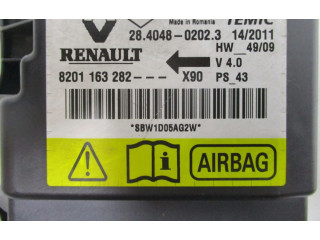 Made in Romania TEMIC
28.4048-0202.3 14/2011
HW_49/09
RENAULT V 4.0
8201 163 282--- X90 PS_43
*SBW1D05AG2W*
AIRBAG